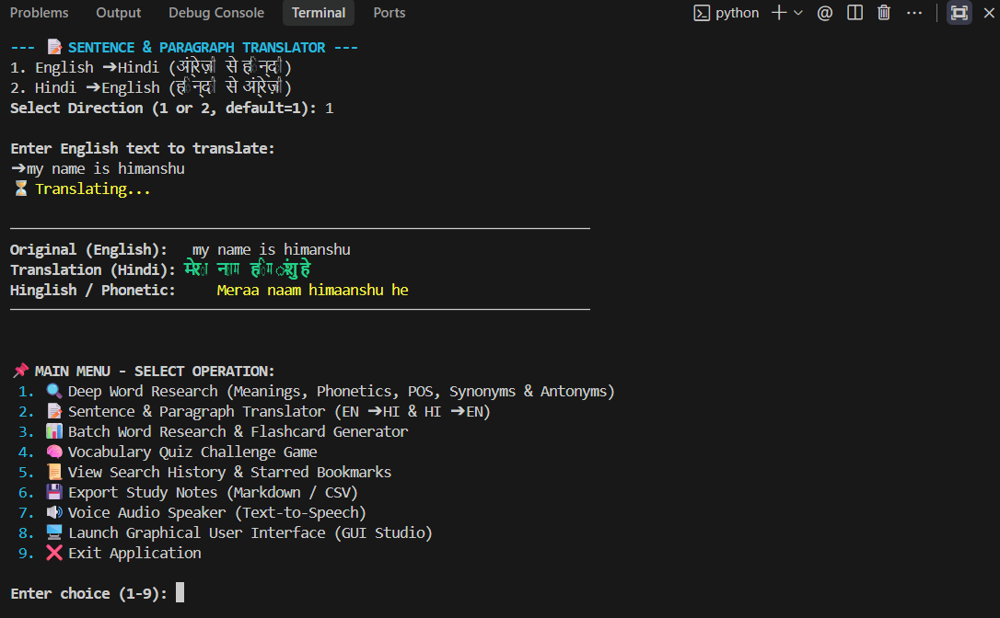 Problems Output Debug Console Terminal Ports python
--- 📝 SENTENCE & PARAGRAPH TRANSLATOR ---
1. English ➔Hindi (अंग्रेज़ी से हिन्दी)
2. Hindi ➔English (हिन्दी से अंग्रेज़ी)
Select Direction (1 or 2, default=1): 1
Enter English text to translate:
➔my name is himanshu
⏳ Translating...
Original (English): my name is himanshu
Translation (Hindi): मेरा नाम हिमांशु हे
Hinglish / Phonetic: Meraa naam himaanshu he
📌 MAIN MENU - SELECT OPERATION:
1. 🔍 Deep Word Research (Meanings, Phonetics, POS, Synonyms & Antonyms)
2. 📝 Sentence & Paragraph Translator (EN ➔HI & HI ➔EN)
3. 📊 Batch Word Research & Flashcard Generator
4. 🧠 Vocabulary Quiz Challenge Game
5. 📜 View Search History & Starred Bookmarks
6. 💾 Export Study Notes (Markdown / CSV)
7. 🔊 Voice Audio Speaker (Text-to-Speech)
8. 🖥️ Launch Graphical User Interface (GUI Studio)
9. ❌ Exit Application
Enter choice (1-9):